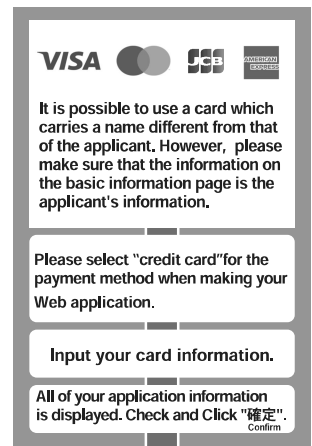 VISA JCB AMERICAN EXPRESS
It is possible to use a card which
carries a name different from that
of the applicant. However, please
make sure that the information on
the basic information page is the
applicant's information.
Please select "credit card"for the
payment method when making your
Web application.
Input your card information.
All of your application information
is displayed. Check and Click "確定".
Confirm